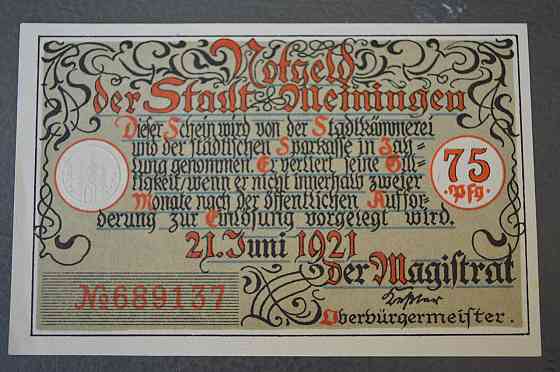 Notgeld
der Stadt Meiningen
Dieser Schein wird von der Stadtkämmerei
und der städtischen Sparkasse in Zah=
lung genommen. Er verliert seine Gül=
tigkeit, wenn er nicht innerhalb zweier
Monate nach der öffentlichen Auffor=
derung zur Einlösung vorgelegt wird.
75
Pfg
21. Juni 1921
der Magistrat
Oberbürgermeister.
№689137